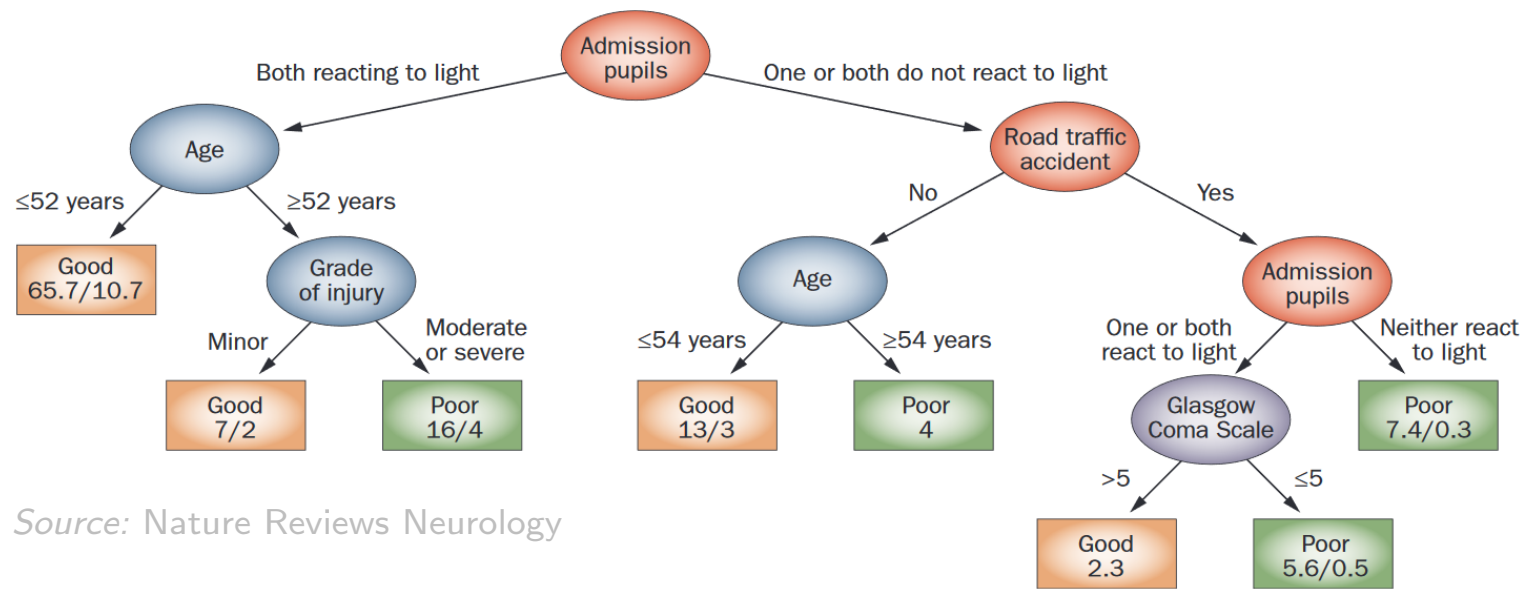 Admission
pupils
Both reacting to light
One or both do not react to light
Age
Road traffic
accident
≤52 years
≥52 years
No
Yes
Good
65.7/10.7
Grade
of injury
Age
Admission
pupils
Minor
Moderate
or severe
≤54 years
≥54 years
One or both
react to light
Neither react
to light
Good
7/2
Poor
16/4
Good
13/3
Poor
4
Glasgow
Coma Scale
Poor
7.4/0.3
>5
≤5
Good
2.3
Poor
5.6/0.5
Source: Nature Reviews Neurology